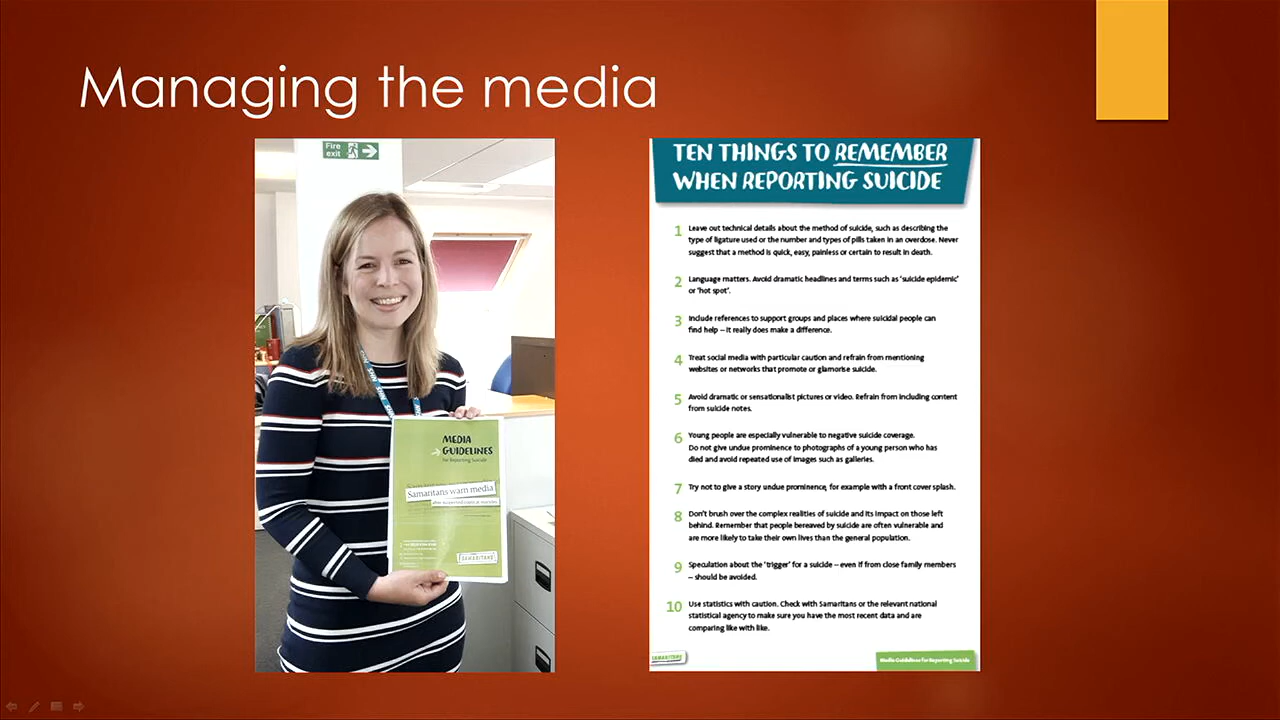 Managing the media
Fire
exit
NHS
MEDIA
GUIDELINES
for Reporting Suicide
Samaritans warn media
SAMARITANS
TEN THINGS TO REMEMBER
WHEN REPORTING SUICIDE
1 Leave out technical details about the method of suicide, such as describing the
type of ligature used or the number and types of pills taken in an overdose. Never
suggest that a method is quick, easy, painless or certain to result in death.
2 Language matters. Avoid dramatic headlines and terms such as ‘suicide epidemic’
or ‘hot spot’.
3 Include references to support groups and places where suicidal people can
find help – it really does make a difference.
4 Treat social media with particular caution and refrain from mentioning
websites or networks that promote or glamorise suicide.
5 Avoid dramatic or sensationalist pictures or video. Refrain from including content
from suicide notes.
6 Young people are especially vulnerable to negative suicide coverage.
Do not give undue prominence to photographs of a young person who has
died and avoid repeated use of images such as galleries.
7 Try not to give a story undue prominence, for example with a front cover splash.
8 Don’t brush over the complex realities of suicide and its impact on those left
behind. Remember that people bereaved by suicide are often vulnerable and
are more likely to take their own lives than the general population.
9 Speculation about the ‘trigger’ for a suicide – even if from close family members
– should be avoided.
10 Use statistics with caution. Check with Samaritans or the relevant national
statistical agency to make sure you have the most recent data and are
comparing like with like.
SAMARITANS
Media Guidelines for Reporting Suicide